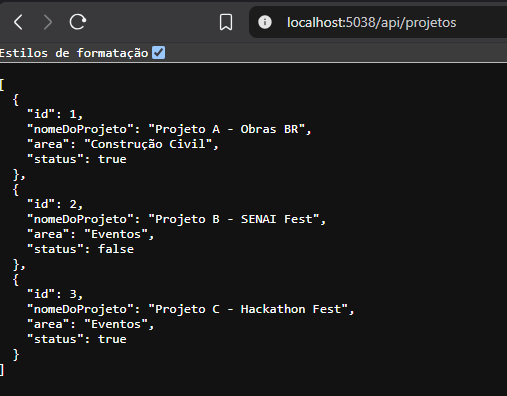 localhost:5038/api/projetos
Estilos de formatação
[
{
"id": 1,
"nomeDoProjeto": "Projeto A - Obras BR",
"area": "Construção Civil",
"status": true
},
{
"id": 2,
"nomeDoProjeto": "Projeto B - SENAI Fest",
"area": "Eventos",
"status": false
},
{
"id": 3,
"nomeDoProjeto": "Projeto C - Hackathon Fest",
"area": "Eventos",
"status": true
}
]